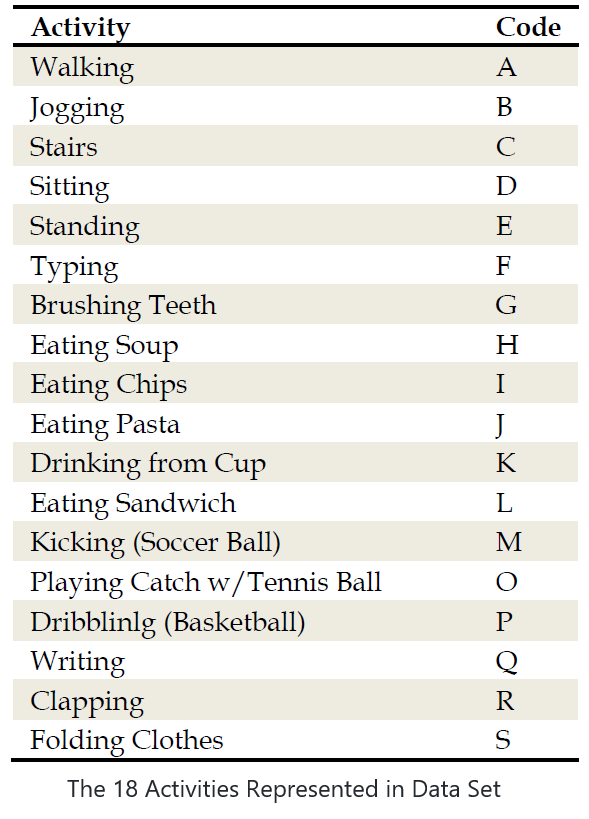 Activity Code
Walking A
Jogging B
Stairs C
Sitting D
Standing E
Typing F
Brushing Teeth G
Eating Soup H
Eating Chips I
Eating Pasta J
Drinking from Cup K
Eating Sandwich L
Kicking (Soccer Ball) M
Playing Catch w/Tennis Ball O
Dribblinlg (Basketball) P
Writing Q
Clapping R
Folding Clothes S
The 18 Activities Represented in Data Set